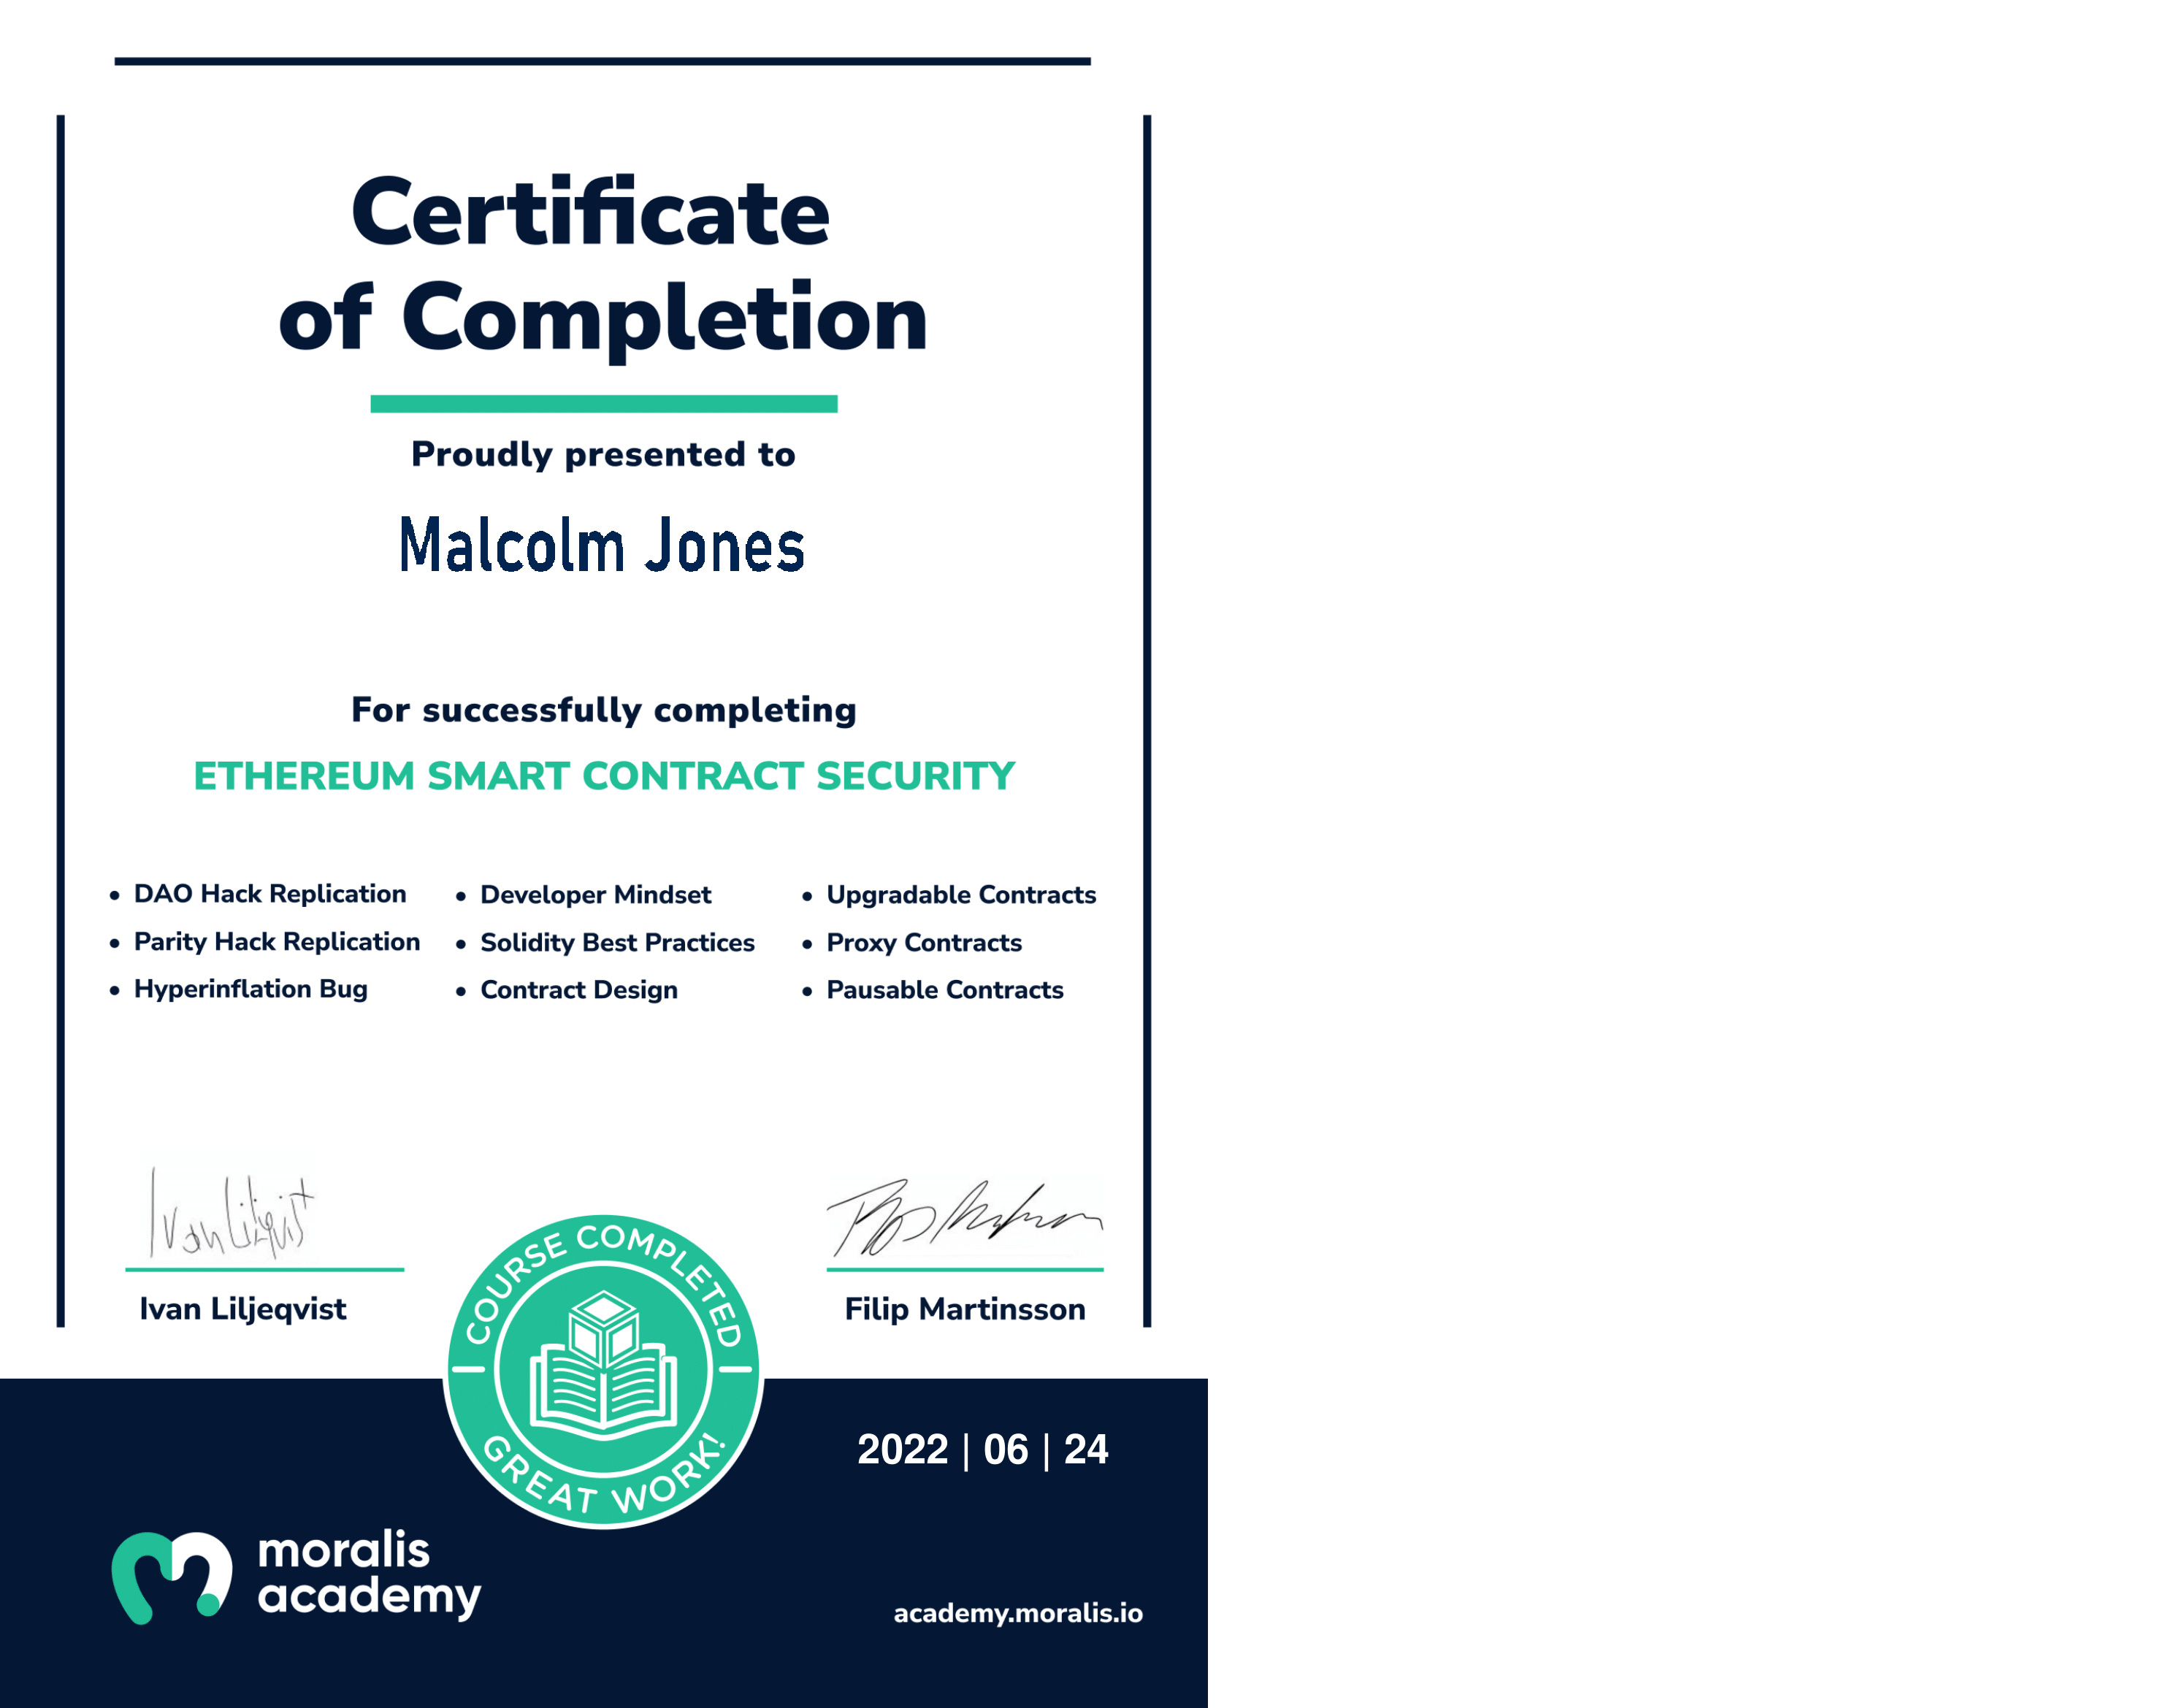 Certificate
of Completion
Proudly presented to
Malcolm Jones
For successfully completing
ETHEREUM SMART CONTRACT SECURITY
• DAO Hack Replication
• Parity Hack Replication
• Hyperinflation Bug
• Developer Mindset
• Solidity Best Practices
• Contract Design
• Upgradable Contracts
• Proxy Contracts
• Pausable Contracts
Ivan Liljeqvist
Ivan Liljeqvist
Filip Martinsson
COURSE COMPLETED
GREAT WORK!
2022 | 06 | 24
moralis
academy
academy.moralis.io